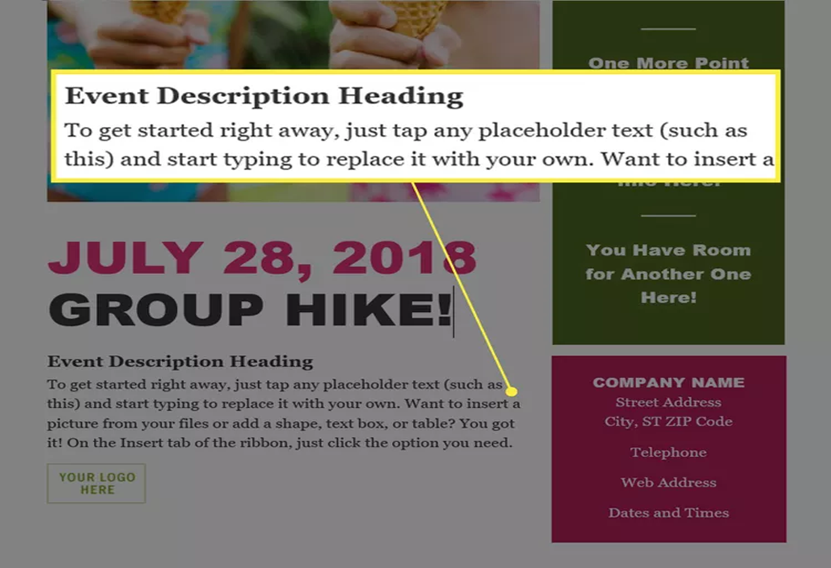 One More Point
Event Description Heading
To get started right away, just tap any placeholder text (such as
this) and start typing to replace it with your own. Want to insert a
Info Here!
JULY 28, 2018
GROUP HIKE!
Event Description Heading
To get started right away, just tap any placeholder text (such as
this) and start typing to replace it with your own. Want to insert a
picture from your files or add a shape, text box, or table? You got
it! On the Insert tab of the ribbon, just click the option you need.
YOUR LOGO
HERE
You Have Room
for Another One
Here!
COMPANY NAME
Street Address
City, ST ZIP Code
Telephone
Web Address
Dates and Times